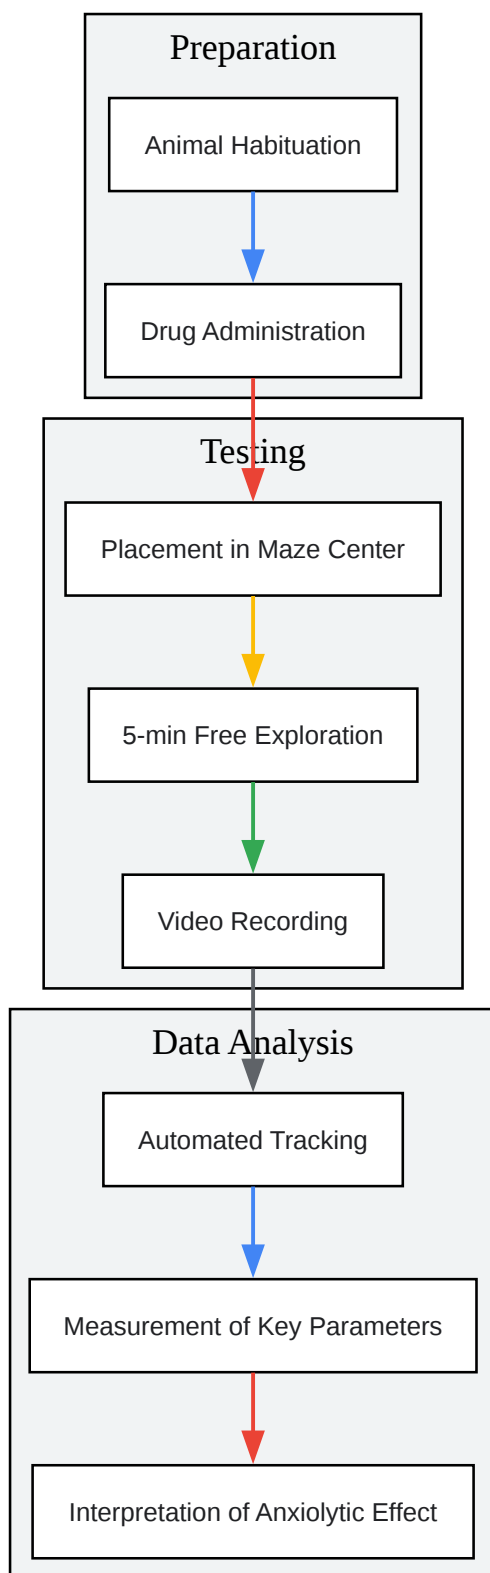 Preparation
Animal Habituation
Drug Administration
Testing
Placement in Maze Center
5-min Free Exploration
Video Recording
Data Analysis
Automated Tracking
Measurement of Key Parameters
Interpretation of Anxiolytic Effect